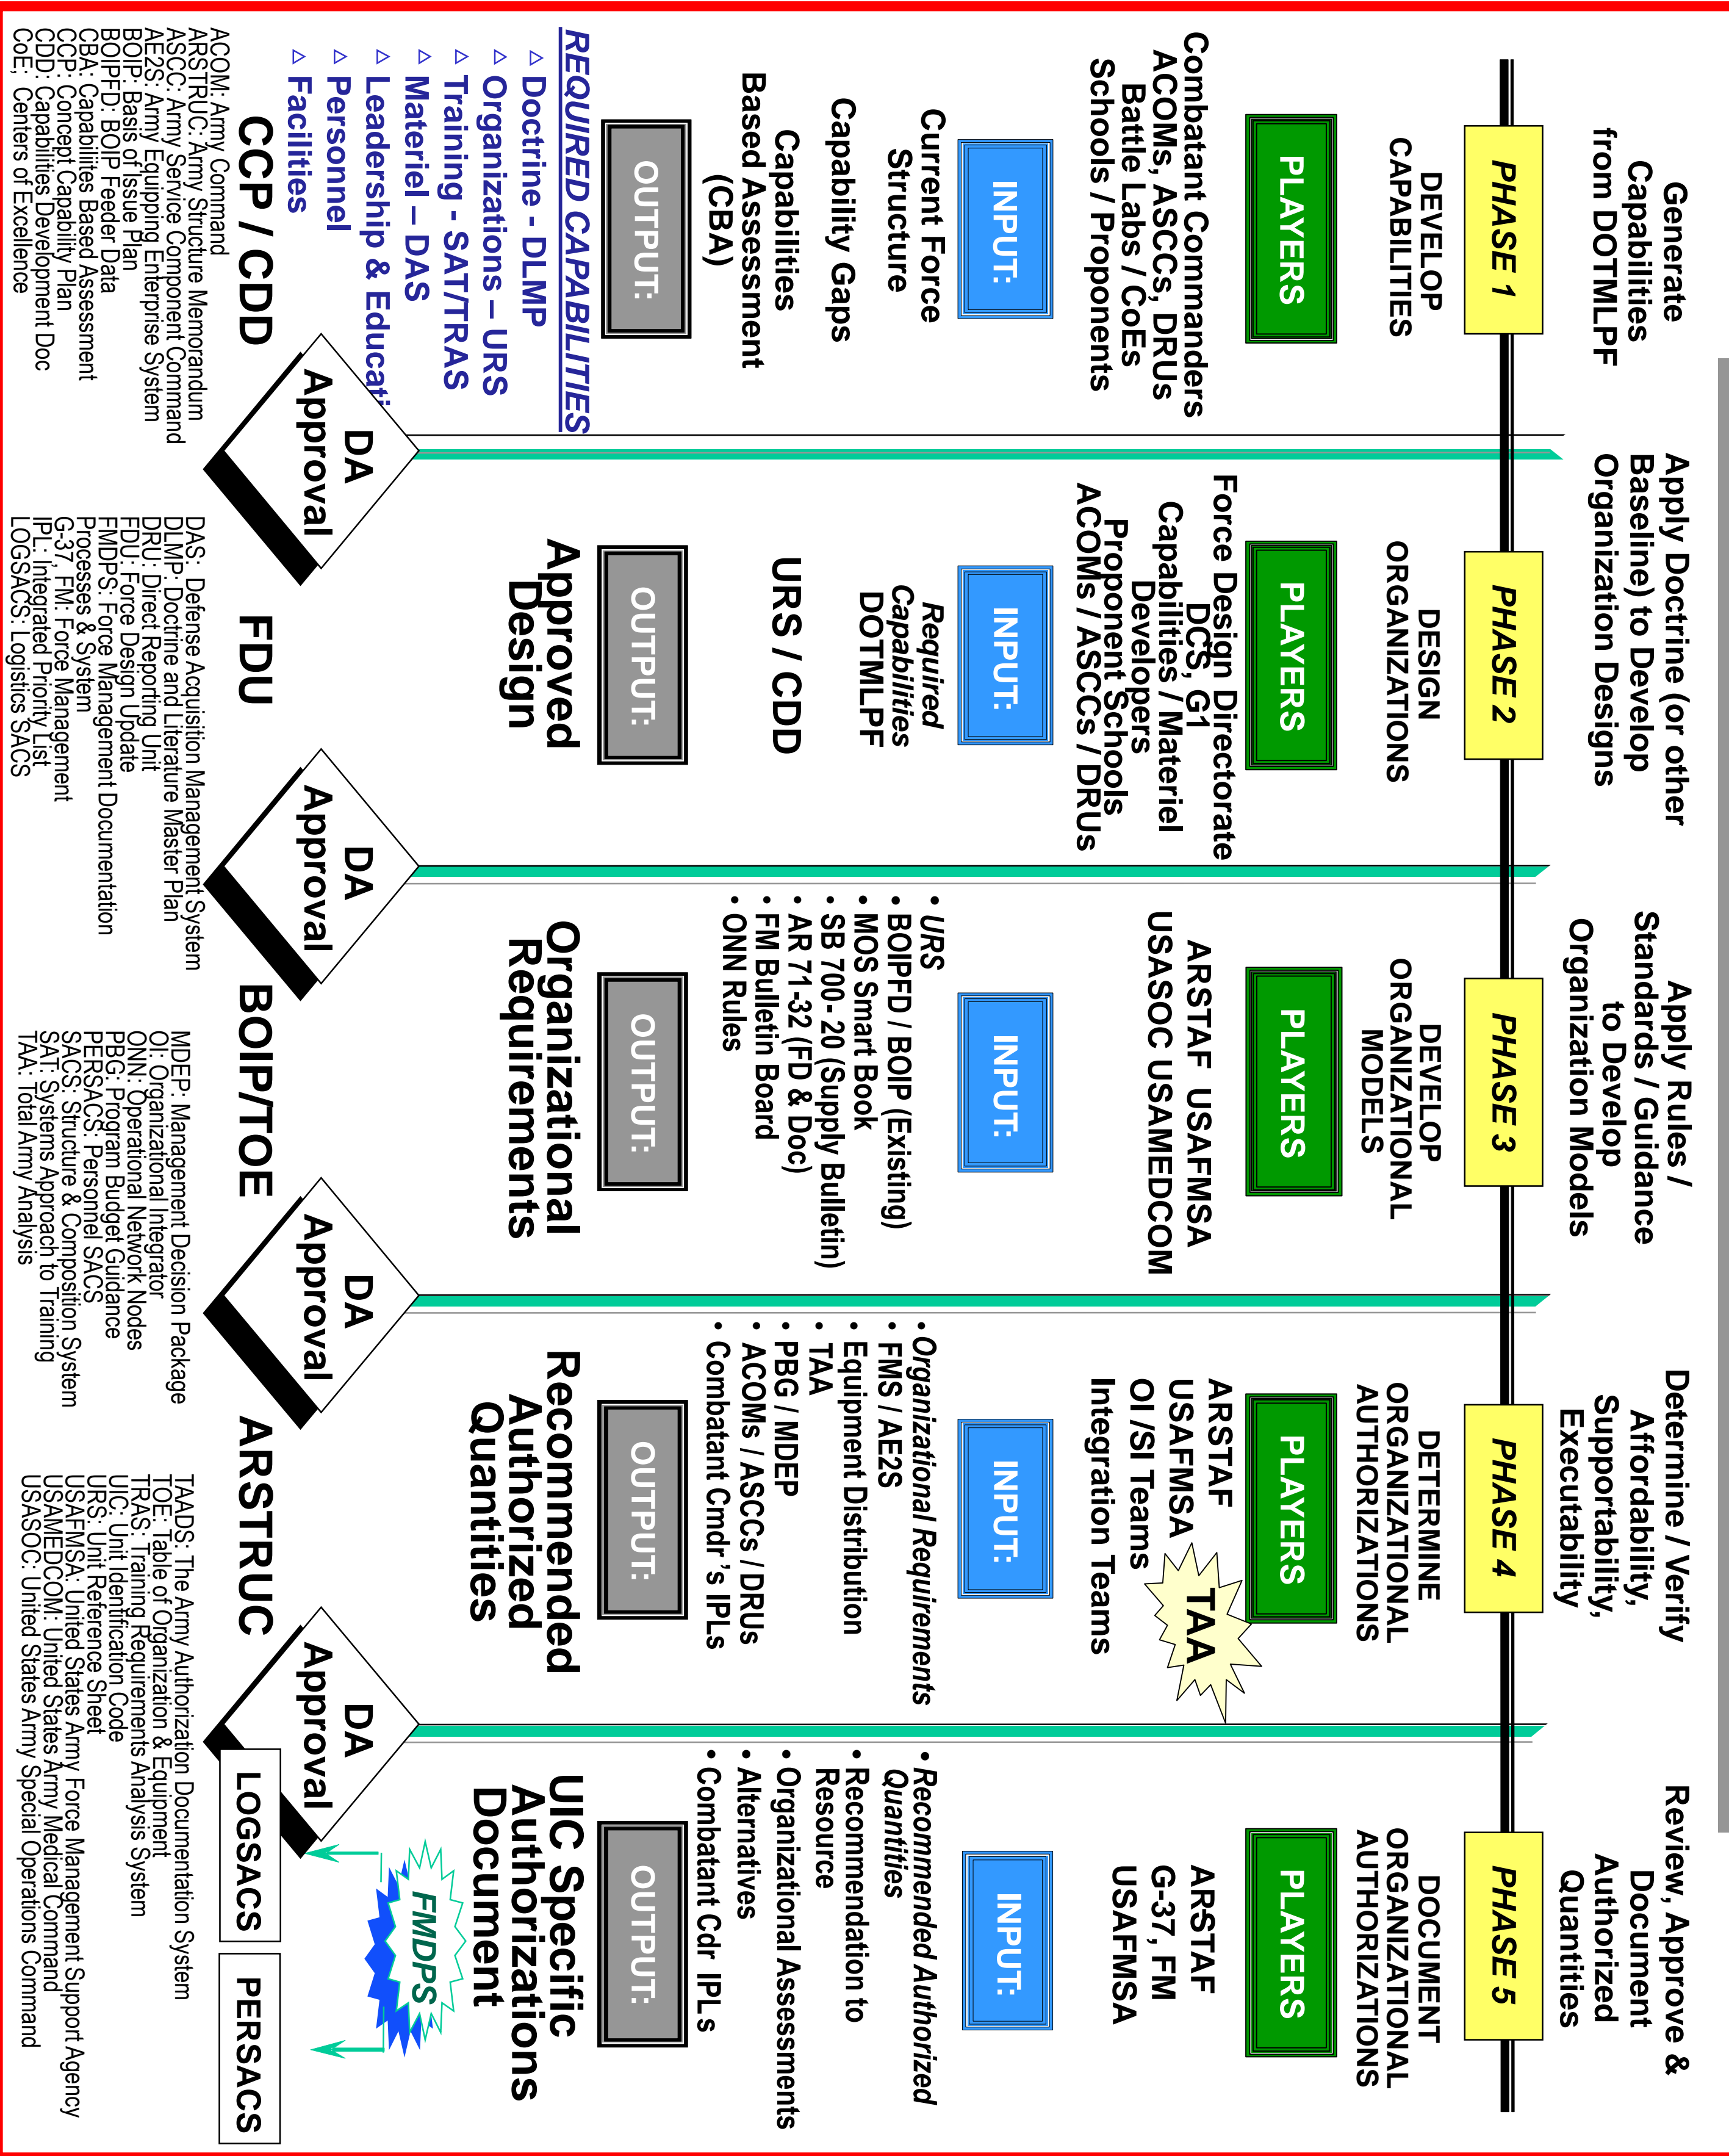 Generate
Capabilities
from DOTMLPF
PHASE 1
DEVELOP
CAPABILITIES
PLAYERS
Combatant Commanders
ACOMs, ASCCs, DRUs
Battle Labs / CoEs
Schools / Proponents
INPUT:
Current Force
Structure
Capability Gaps
Capabilities
Based Assessment
(CBA)
OUTPUT:
REQUIRED CAPABILITIES
Doctrine - DLMP
Organizations – URS
Training - SAT/TRAS
Materiel – DAS
Leadership & Educati
Personnel
Facilities
CCP / CDD
DA
Approval
Apply Doctrine (or other
Baseline) to Develop
Organization Designs
PHASE 2
DESIGN
ORGANIZATIONS
PLAYERS
Force Design Directorate
DCS, G1
Capabilities / Materiel
Developers
Proponent Schools
ACOMs / ASCCs / DRUs
INPUT:
Required
Capabilities
DOTMLPF
URS / CDD
OUTPUT:
Approved
Design
FDU
DA
Approval
Apply Rules /
Standards / Guidance
to Develop
Organization Models
PHASE 3
DEVELOP
ORGANIZATIONAL
MODELS
PLAYERS
ARSTAF USAFMSA
USASOC USAMEDCOM
INPUT:
• URS
• BOIPFD / BOIP (Existing)
• MOS Smart Book
• SB 700- 20 (Supply Bulletin)
• AR 71-32 (FD & Doc)
• FM Bulletin Board
• ONN Rules
OUTPUT:
Organizational
Requirements
BOIP/TOE
DA
Approval
Determine / Verify
Affordability,
Supportability,
Executability
PHASE 4
DETERMINE
ORGANIZATIONAL
AUTHORIZATIONS
PLAYERS
TAA
ARSTAF
USAFMSA
OI /SI Teams
Integration Teams
INPUT:
• Organizational Requirements
• FMS / AE2S
• Equipment Distribution
• TAA
• PBG / MDEP
• ACOMs / ASCCs / DRUs
• Combatant Cmdr's IPLs
OUTPUT:
Recommended
Authorized
Quantities
ARSTRUC
DA
Approval
Review, Approve &
Document
Authorized
Quantities
PHASE 5
DOCUMENT
ORGANIZATIONAL
AUTHORIZATIONS
PLAYERS
ARSTAF
G-37, FM
USAFMSA
INPUT:
• Recommended Authorized
Quantities
• Recommendation to
Resource
• Organizational Assessments
• Alternatives
• Combatant Cdr IPLs
OUTPUT:
UIC Specific
Authorizations
Document
FMDPS
LOGSACS
PERSACS
ACOM: Army Command
ARSTRUC: Army Structure Memorandum
ASCC: Army Service Component Command
AE2S: Army Equipping Enterprise System
BOIP: Basis of Issue Plan
BOIPFD: BOIP Feeder Data
CBA: Capabilites Based Assessment
CCP: Concept Capability Plan
CDD: Capabilities Development Doc
CoE; Centers of Excellence
DAS: Defense Acquisition Management System
DLMP: Doctrine and Literature Master Plan
DRU: Direct Reporting Unit
FDU: Force Design Update
FMDPS: Force Management Documentation
Processes & System
G-37, FM: Force Management
IPL: Integrated Priority List
LOGSACS: Logistics SACS
MDEP: Management Decision Package
OI: Organizational Integrator
ONN: Operational Network Nodes
PBG: Program Budget Guidance
PERSACS: Personnel SACS
SACS: Structure & Composition System
SAT: Systems Approach to Training
TAA: Total Army Analysis
TAADS: The Army Authorization Documentation System
TOE: Table of Organization & Equipment
TRAS: Training Requirements Analysis System
UIC: Unit Identification Code
URS: Unit Reference Sheet
USAFMSA: United States Army Force Management Support Agency
USAMEDCOM: United States Army Medical Command
USASOC: United States Army Special Operations Command